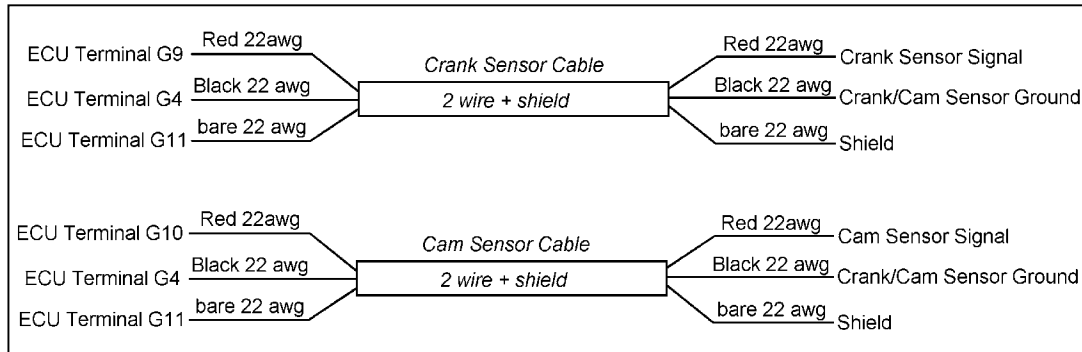 Red 22awg
ECU Terminal G9
Black 22 awg
ECU Terminal G4
bare 22 awg
ECU Terminal G11
Crank Sensor Cable
2 wire + shield
Red 22awg
Crank Sensor Signal
Black 22 awg
Crank/Cam Sensor Ground
bare 22 awg
Shield
Red 22awg
ECU Terminal G10
Black 22 awg
ECU Terminal G4
bare 22 awg
ECU Terminal G11
Cam Sensor Cable
2 wire + shield
Red 22awg
Cam Sensor Signal
Black 22 awg
Crank/Cam Sensor Ground
bare 22 awg
Shield